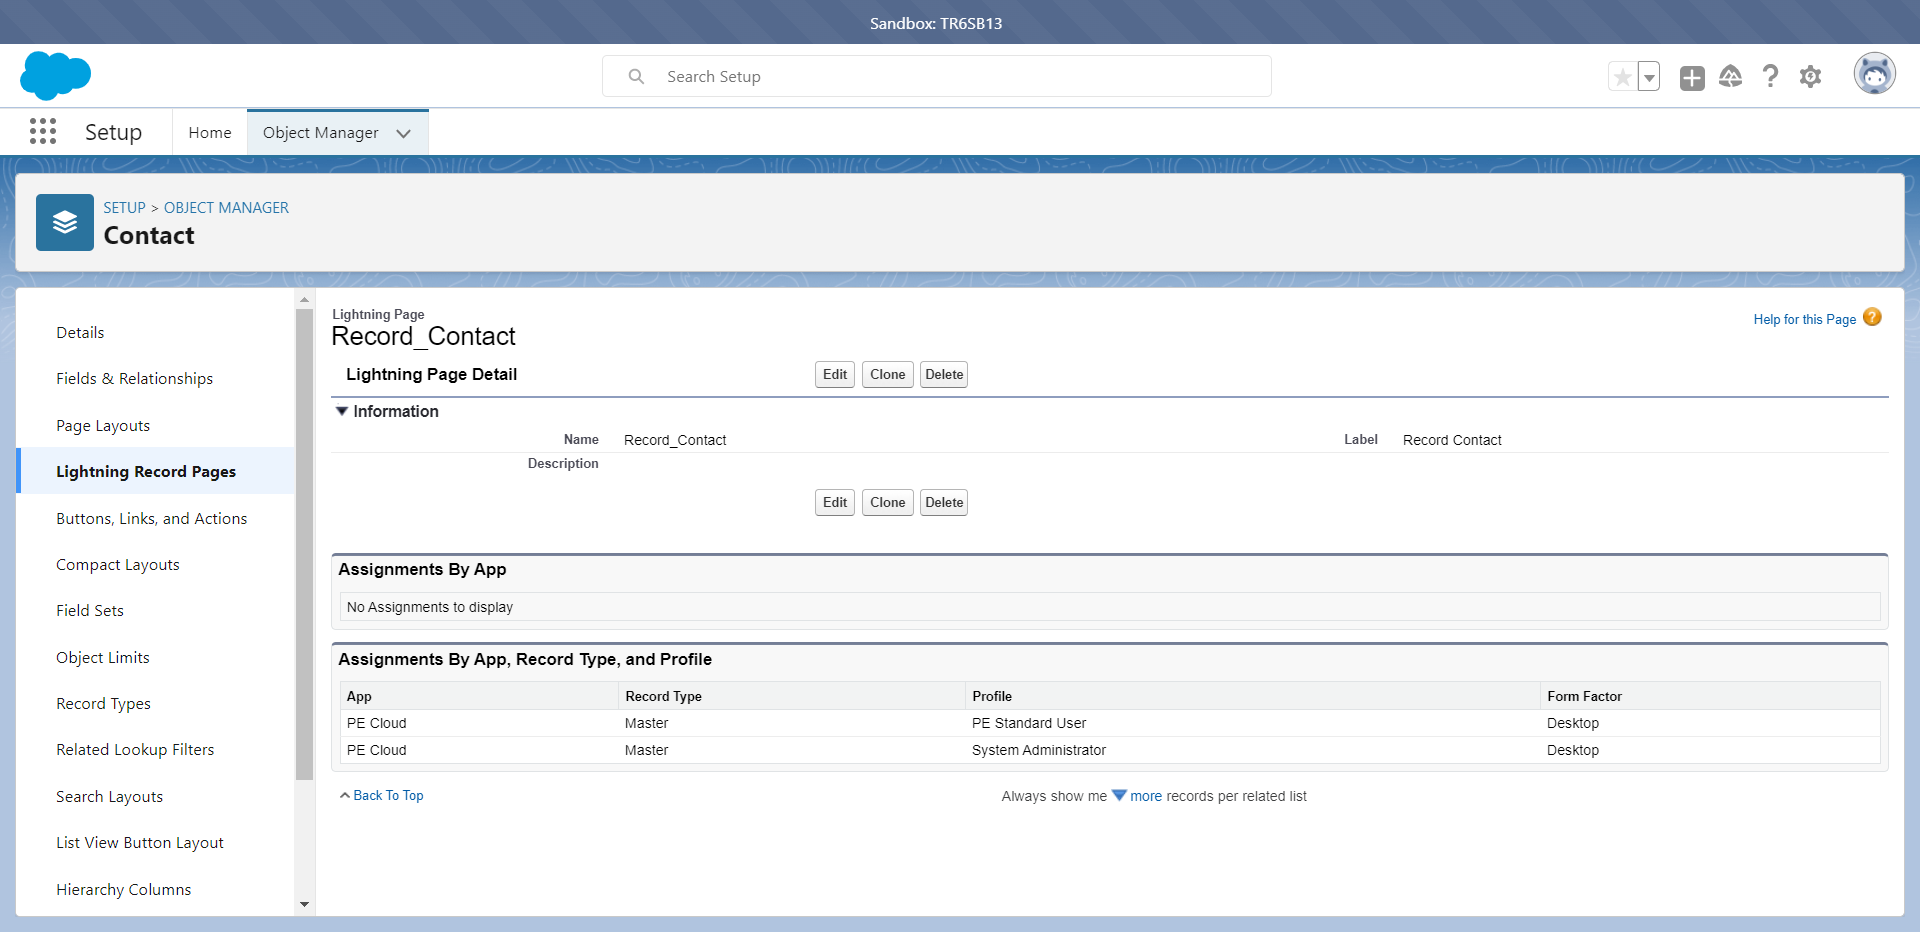 Sandbox: TR6SB13
Search Setup
Setup
Home
Object Manager
SETUP > OBJECT MANAGER
Contact
Details
Fields & Relationships
Page Layouts
Lightning Record Pages
Buttons, Links, and Actions
Compact Layouts
Field Sets
Object Limits
Record Types
Related Lookup Filters
Search Layouts
List View Button Layout
Hierarchy Columns
Lightning Page
Record_Contact
Help for this Page ?
Lightning Page Detail
Edit Clone Delete
Information
Name Record_Contact Label Record Contact
Description
Edit Clone Delete
Assignments By App
No Assignments to display
Assignments By App, Record Type, and Profile
App Record Type Profile Form Factor
PE Cloud Master PE Standard User Desktop
PE Cloud Master System Administrator Desktop
Back To Top
Always show me more records per related list